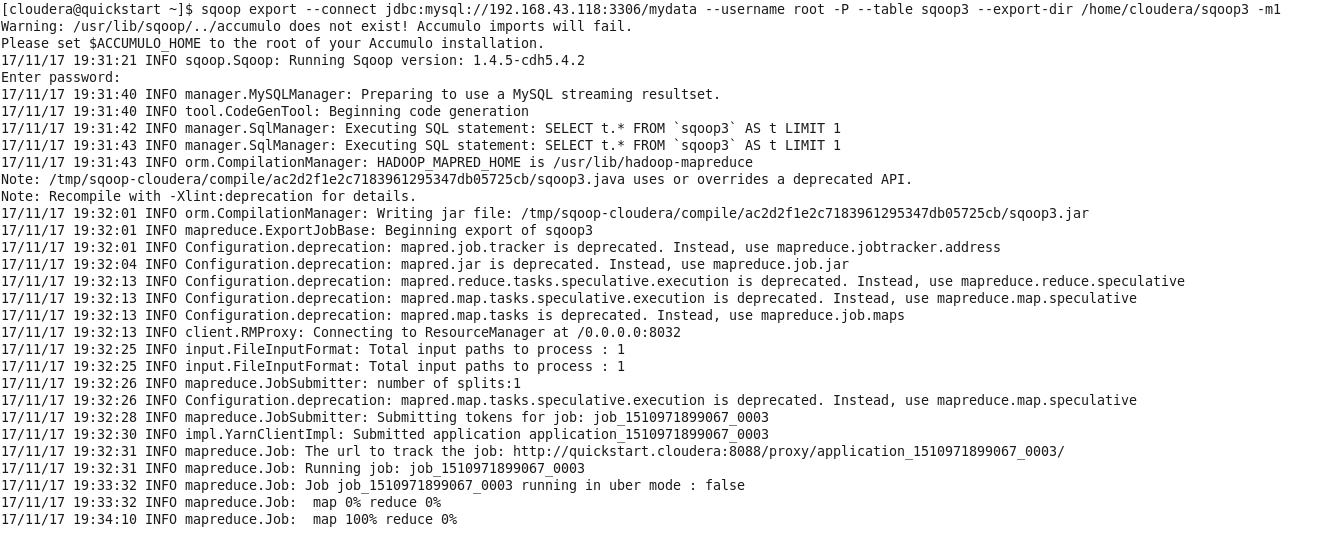 [cloudera@quickstart ~]$ sqoop export --connect jdbc:mysql://192.168.43.118:3306/mydata --username root -P --table sqoop3 --export-dir /home/cloudera/sqoop3 -m1
Warning: /usr/lib/sqoop/../accumulo does not exist! Accumulo imports will fail.
Please set $ACCUMULO_HOME to the root of your Accumulo installation.
17/11/17 19:31:21 INFO sqoop.Sqoop: Running Sqoop version: 1.4.5-cdh5.4.2
Enter password:
17/11/17 19:31:40 INFO manager.MySQLManager: Preparing to use a MySQL streaming resultset.
17/11/17 19:31:40 INFO tool.CodeGenTool: Beginning code generation
17/11/17 19:31:42 INFO manager.SqlManager: Executing SQL statement: SELECT t.* FROM `sqoop3` AS t LIMIT 1
17/11/17 19:31:43 INFO manager.SqlManager: Executing SQL statement: SELECT t.* FROM `sqoop3` AS t LIMIT 1
17/11/17 19:31:43 INFO orm.CompilationManager: HADOOP_MAPRED_HOME is /usr/lib/hadoop-mapreduce
Note: /tmp/sqoop-cloudera/compile/ac2d2f1e2c7183961295347db05725cb/sqoop3.java uses or overrides a deprecated API.
Note: Recompile with -Xlint:deprecation for details.
17/11/17 19:32:01 INFO orm.CompilationManager: Writing jar file: /tmp/sqoop-cloudera/compile/ac2d2f1e2c7183961295347db05725cb/sqoop3.jar
17/11/17 19:32:01 INFO mapreduce.ExportJobBase: Beginning export of sqoop3
17/11/17 19:32:01 INFO Configuration.deprecation: mapred.job.tracker is deprecated. Instead, use mapreduce.jobtracker.address
17/11/17 19:32:04 INFO Configuration.deprecation: mapred.jar is deprecated. Instead, use mapreduce.job.jar
17/11/17 19:32:13 INFO Configuration.deprecation: mapred.reduce.tasks.speculative.execution is deprecated. Instead, use mapreduce.reduce.speculative
17/11/17 19:32:13 INFO Configuration.deprecation: mapred.map.tasks.speculative.execution is deprecated. Instead, use mapreduce.map.speculative
17/11/17 19:32:13 INFO Configuration.deprecation: mapred.map.tasks is deprecated. Instead, use mapreduce.job.maps
17/11/17 19:32:13 INFO client.RMProxy: Connecting to ResourceManager at /0.0.0.0:8032
17/11/17 19:32:25 INFO input.FileInputFormat: Total input paths to process : 1
17/11/17 19:32:25 INFO input.FileInputFormat: Total input paths to process : 1
17/11/17 19:32:26 INFO mapreduce.JobSubmitter: number of splits:1
17/11/17 19:32:26 INFO Configuration.deprecation: mapred.map.tasks.speculative.execution is deprecated. Instead, use mapreduce.map.speculative
17/11/17 19:32:28 INFO mapreduce.JobSubmitter: Submitting tokens for job: job_1510971899067_0003
17/11/17 19:32:30 INFO impl.YarnClientImpl: Submitted application application_1510971899067_0003
17/11/17 19:32:31 INFO mapreduce.Job: The url to track the job: http://quickstart.cloudera:8088/proxy/application_1510971899067_0003/
17/11/17 19:32:31 INFO mapreduce.Job: Running job: job_1510971899067_0003
17/11/17 19:33:32 INFO mapreduce.Job: Job job_1510971899067_0003 running in uber mode : false
17/11/17 19:33:32 INFO mapreduce.Job:  map 0% reduce 0%
17/11/17 19:34:10 INFO mapreduce.Job:  map 100% reduce 0%